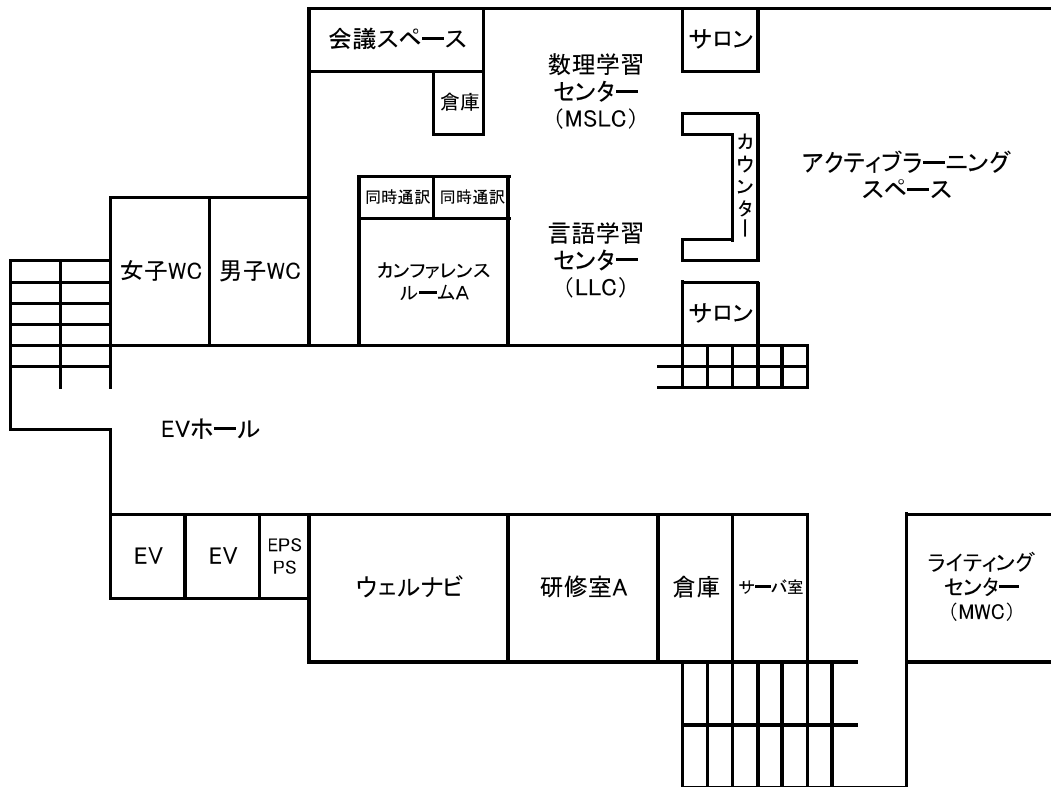 会議スペース
サロン
数理学習
センター
（MSLC）
倉庫
カウンター
アクティブラーニング
スペース
同時通訳
同時通訳
女子WC
男子WC
カンファレンス
ルームA
言語学習
センター
（LLC）
サロン
EVホール
EV
EV
EPS
PS
ウェルナビ
研修室A
倉庫
サーバ室
ライティング
センター
（MWC）